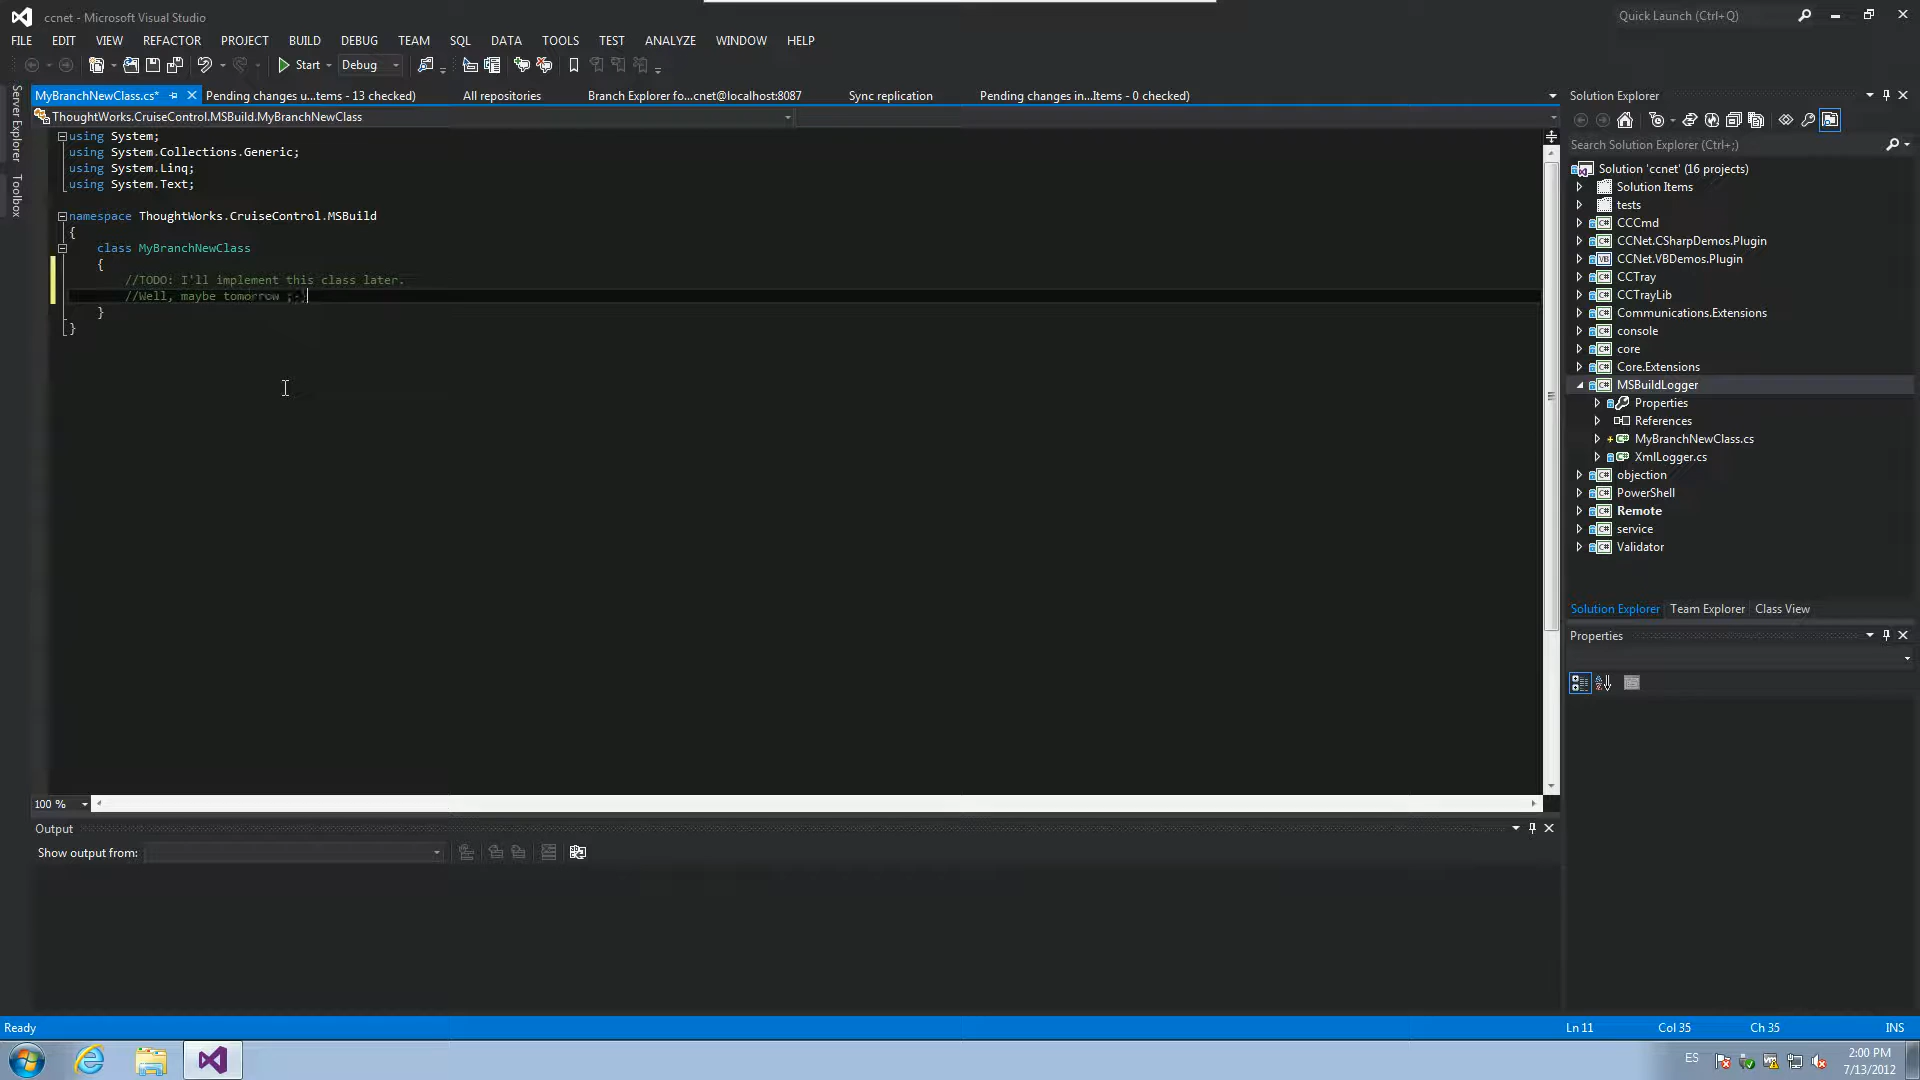 ccnet - Microsoft Visual Studio
Quick Launch (Ctrl+Q)
FILE EDIT VIEW REFACTOR PROJECT BUILD DEBUG TEAM SQL DATA TOOLS TEST ANALYZE WINDOW HELP
Start Debug
MyBranchNewClass.cs* Pending changes u...tems - 13 checked) All repositories Branch Explorer fo...cnet@localhost:8087 Sync replication Pending changes in...Items - 0 checked)
Server Explorer
Toolbox
ThoughtWorks.CruiseControl.MSBuild.MyBranchNewClass
using System;
using System.Collections.Generic;
using System.Linq;
using System.Text;
namespace ThoughtWorks.CruiseControl.MSBuild
{
class MyBranchNewClass
{
//TODO: I'll implement this class later.
//Well, maybe tomorrow ;-
}
}
100 %
Output
Show output from:
Solution Explorer
Search Solution Explorer (Ctrl+;)
Solution 'ccnet' (16 projects)
Solution Items
tests
C# CCCmd
C# CCNet.CSharpDemos.Plugin
VB CCNet.VBDemos.Plugin
C# CCTray
C# CCTrayLib
C# Communications.Extensions
C# console
C# core
C# Core.Extensions
C# MSBuildLogger
Properties
References
C# MyBranchNewClass.cs
C# XmlLogger.cs
C# objection
C# PowerShell
C# Remote
C# service
C# Validator
Solution Explorer Team Explorer Class View
Properties
Ready Ln 11 Col 35 Ch 35 INS
ES 2:00 PM
7/13/2012